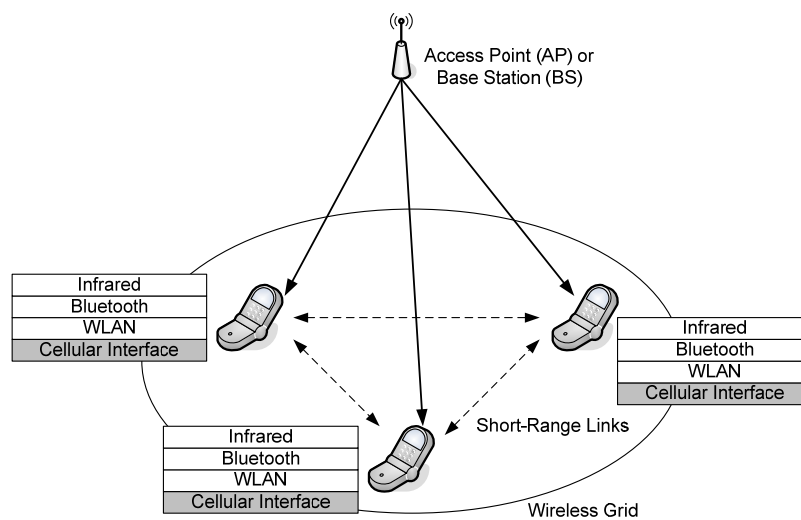 Access Point (AP) or
Base Station (BS)
Infrared
Bluetooth
WLAN
Cellular Interface
Infrared
Bluetooth
WLAN
Cellular Interface
Short-Range Links
Infrared
Bluetooth
WLAN
Cellular Interface
Wireless Grid